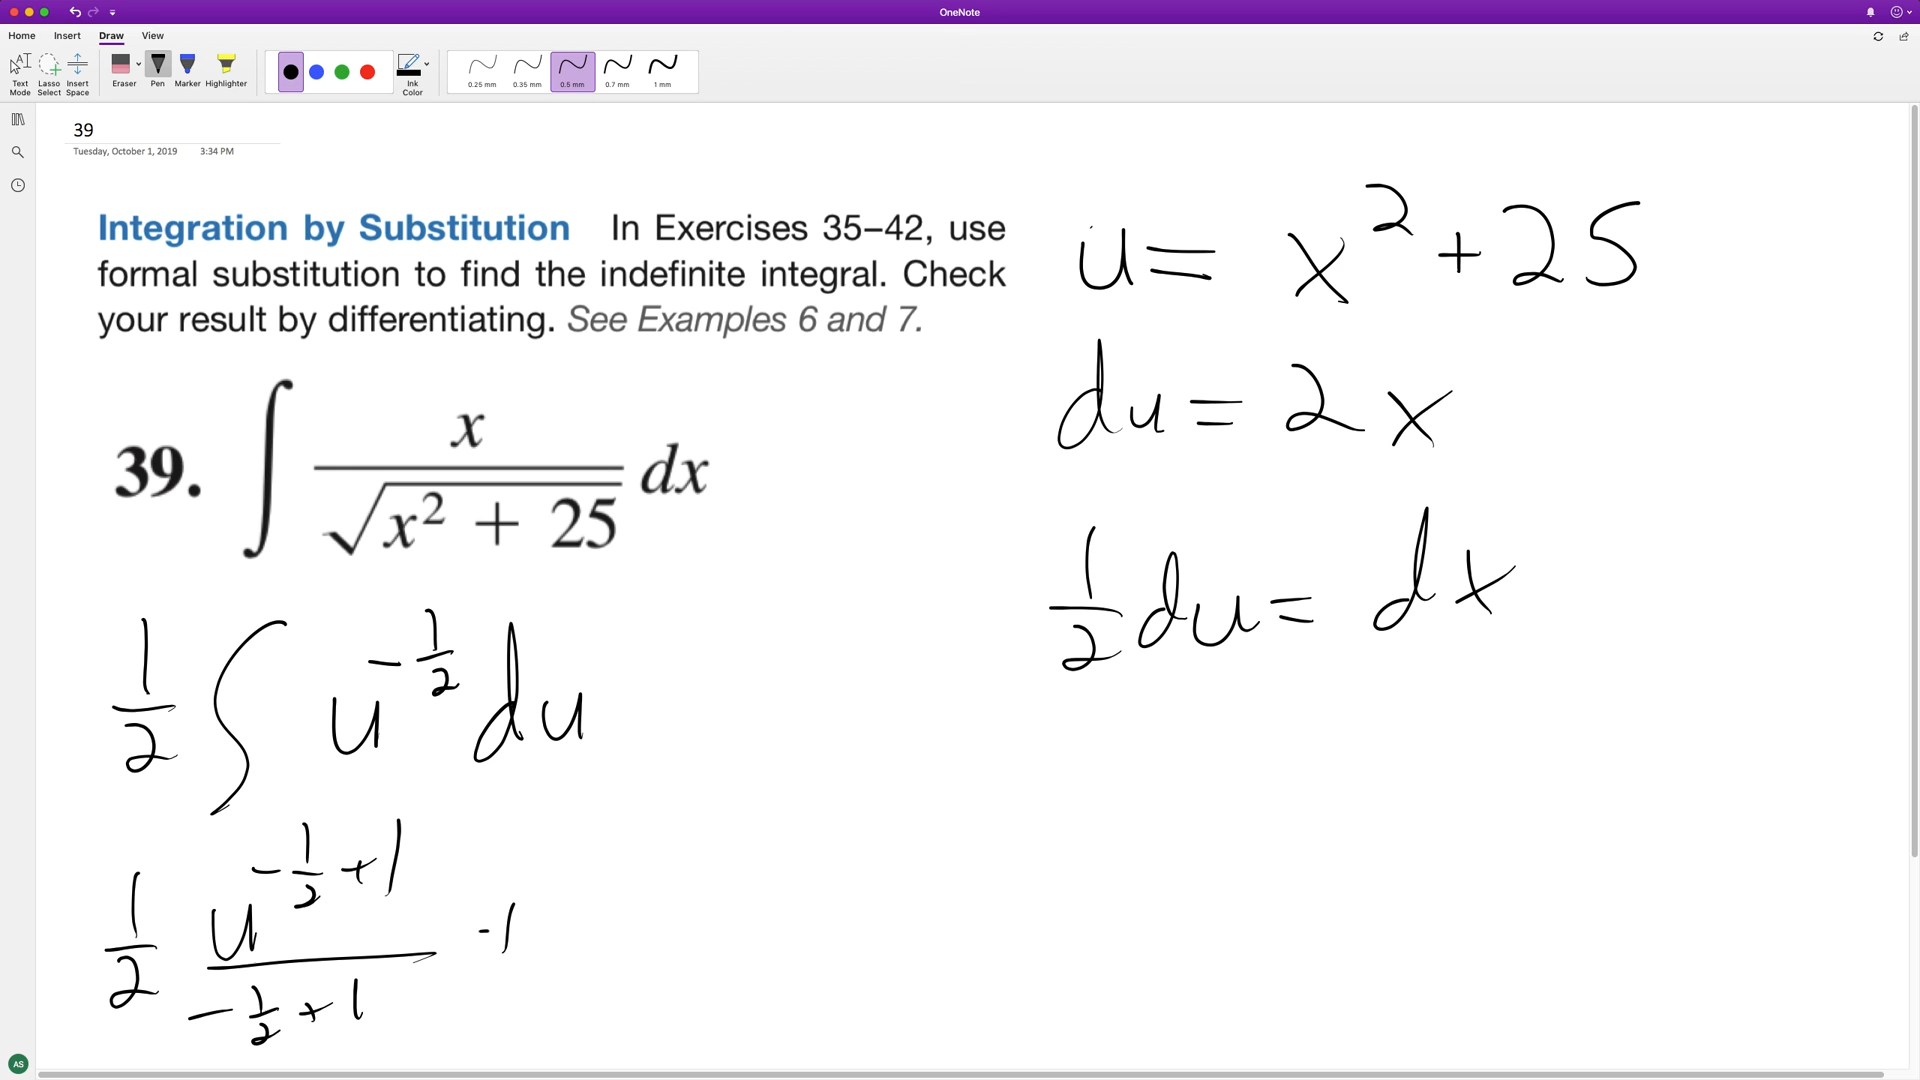 OneNote
Home Insert Draw View
Text Mode Lasso Select Insert Space Eraser Pen Marker Highlighter Ink Color 0.25 mm 0.35 mm 0.5 mm 0.7 mm 1 mm
39
Tuesday, October 1, 2019 3:34 PM
Integration by Substitution In Exercises 35–42, use
formal substitution to find the indefinite integral. Check
your result by differentiating. See Examples 6 and 7.
39. ∫ x / √(x² + 25) dx
1/2 ∫ u^(-1/2) du
1/2 u^(-1/2 + 1) / (-1/2 + 1) -1
u = x² + 25
du = 2x
1/2 du = dx
AS